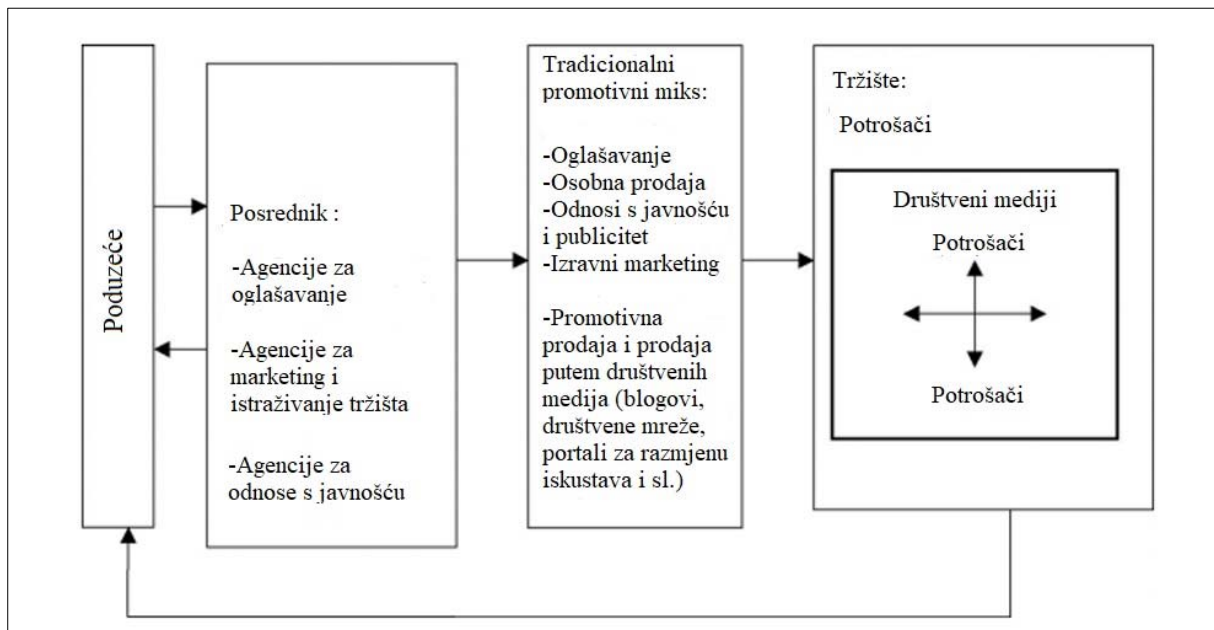 Poduzeće
Posrednik :
-Agencije za
oglašavanje
-Agencije za
marketing i
istraživanje tržišta
-Agencije za
odnose s javnošću
Tradicionalni
promotivni miks:
-Oglašavanje
-Osobna prodaja
-Odnosi s javnošću
i publicitet
-Izravni marketing
-Promotivna
prodaja i prodaja
putem društvenih
medija (blogovi,
društvene mreže,
portali za razmjenu
iskustava i sl.)
Tržište:
Potrošači
Društveni mediji
Potrošači
Potrošači